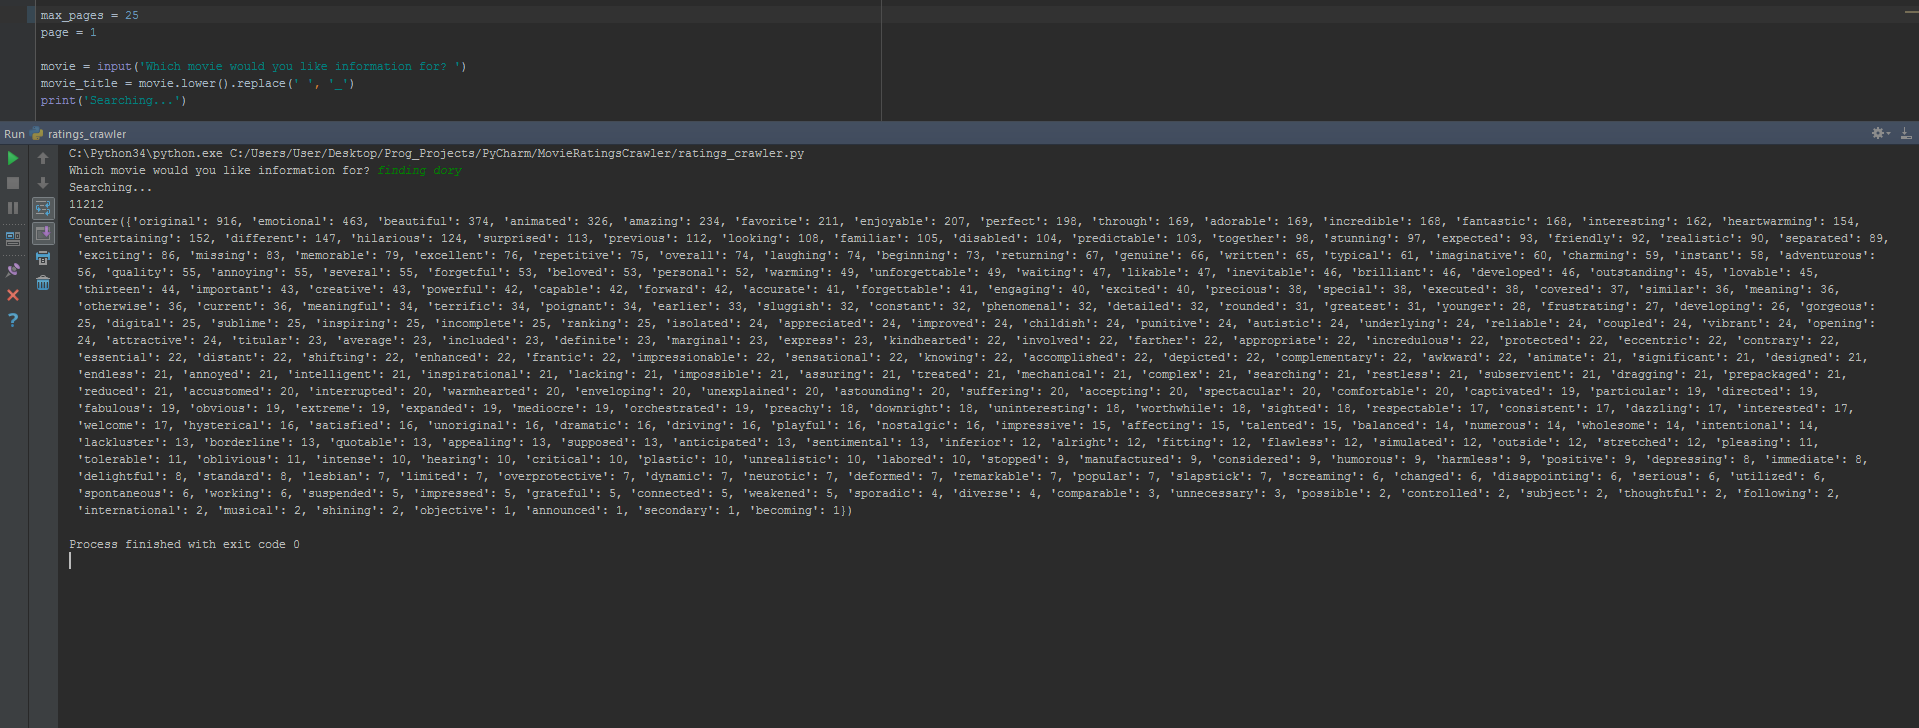 max_pages = 25
page = 1
movie = input('Which movie would you like information for? ')
movie_title = movie.lower().replace(' ', '_')
print('Searching...')
Run ratings_crawler
C:\Python34\python.exe C:/Users/User/Desktop/Prog_Projects/PyCharm/MovieRatingsCrawler/ratings_crawler.py
Which movie would you like information for? finding dory
Searching...
11212
Counter({'original': 916, 'emotional': 463, 'beautiful': 374, 'animated': 326, 'amazing': 234, 'favorite': 211, 'enjoyable': 207, 'perfect': 198, 'through': 169, 'adorable': 169, 'incredible': 168, 'fantastic': 168, 'interesting': 162, 'heartwarming': 154,
'entertaining': 152, 'different': 147, 'hilarious': 124, 'surprised': 113, 'previous': 112, 'looking': 108, 'familiar': 105, 'disabled': 104, 'predictable': 103, 'together': 98, 'stunning': 97, 'expected': 93, 'friendly': 92, 'realistic': 90, 'separated': 89,
'exciting': 86, 'missing': 83, 'memorable': 79, 'excellent': 76, 'repetitive': 75, 'overall': 74, 'laughing': 74, 'beginning': 73, 'returning': 67, 'genuine': 66, 'written': 65, 'typical': 61, 'imaginative': 60, 'charming': 59, 'instant': 58, 'adventurous':
56, 'quality': 55, 'annoying': 55, 'several': 55, 'forgetful': 53, 'beloved': 53, 'personal': 52, 'warming': 49, 'unforgettable': 49, 'waiting': 47, 'likable': 47, 'inevitable': 46, 'brilliant': 46, 'developed': 46, 'outstanding': 45, 'lovable': 45,
'thirteen': 44, 'important': 43, 'creative': 43, 'powerful': 42, 'capable': 42, 'forward': 42, 'accurate': 41, 'forgettable': 41, 'engaging': 40, 'excited': 40, 'precious': 38, 'special': 38, 'executed': 38, 'covered': 37, 'similar': 36, 'meaning': 36,
'otherwise': 36, 'current': 36, 'meaningful': 34, 'terrific': 34, 'poignant': 34, 'earlier': 33, 'sluggish': 32, 'constant': 32, 'phenomenal': 32, 'detailed': 32, 'rounded': 31, 'greatest': 31, 'younger': 28, 'frustrating': 27, 'developing': 26, 'gorgeous':
25, 'digital': 25, 'sublime': 25, 'inspiring': 25, 'incomplete': 25, 'ranking': 25, 'isolated': 24, 'appreciated': 24, 'improved': 24, 'childish': 24, 'punitive': 24, 'autistic': 24, 'underlying': 24, 'reliable': 24, 'coupled': 24, 'vibrant': 24, 'opening':
24, 'attractive': 24, 'titular': 23, 'average': 23, 'included': 23, 'definite': 23, 'marginal': 23, 'express': 23, 'kindhearted': 22, 'involved': 22, 'farther': 22, 'appropriate': 22, 'incredulous': 22, 'protected': 22, 'eccentric': 22, 'contrary': 22,
'essential': 22, 'distant': 22, 'shifting': 22, 'enhanced': 22, 'frantic': 22, 'impressionable': 22, 'sensational': 22, 'knowing': 22, 'accomplished': 22, 'depicted': 22, 'complementary': 22, 'awkward': 22, 'animate': 21, 'significant': 21, 'designed': 21,
'endless': 21, 'annoyed': 21, 'intelligent': 21, 'inspirational': 21, 'lacking': 21, 'impossible': 21, 'assuring': 21, 'treated': 21, 'mechanical': 21, 'complex': 21, 'searching': 21, 'restless': 21, 'subservient': 21, 'dragging': 21, 'prepackaged': 21,
'reduced': 21, 'accustomed': 20, 'interrupted': 20, 'warmhearted': 20, 'enveloping': 20, 'unexplained': 20, 'astounding': 20, 'suffering': 20, 'accepting': 20, 'spectacular': 20, 'comfortable': 20, 'captivated': 19, 'particular': 19, 'directed': 19,
'fabulous': 19, 'obvious': 19, 'extreme': 19, 'expanded': 19, 'mediocre': 19, 'orchestrated': 19, 'preachy': 18, 'downright': 18, 'uninteresting': 18, 'worthwhile': 18, 'sighted': 18, 'respectable': 17, 'consistent': 17, 'dazzling': 17, 'interested': 17,
'welcome': 17, 'hysterical': 16, 'satisfied': 16, 'unoriginal': 16, 'dramatic': 16, 'driving': 16, 'playful': 16, 'nostalgic': 16, 'impressive': 15, 'affecting': 15, 'talented': 15, 'balanced': 14, 'numerous': 14, 'wholesome': 14, 'intentional': 14,
'lackluster': 13, 'borderline': 13, 'quotable': 13, 'appealing': 13, 'supposed': 13, 'anticipated': 13, 'sentimental': 13, 'inferior': 12, 'alright': 12, 'fitting': 12, 'flawless': 12, 'simulated': 12, 'outside': 12, 'stretched': 12, 'pleasing': 11,
'tolerable': 11, 'oblivious': 11, 'intense': 10, 'hearing': 10, 'critical': 10, 'plastic': 10, 'unrealistic': 10, 'labored': 10, 'stopped': 9, 'manufactured': 9, 'considered': 9, 'humorous': 9, 'harmless': 9, 'positive': 9, 'depressing': 8, 'immediate': 8,
'delightful': 8, 'standard': 8, 'lesbian': 7, 'limited': 7, 'overprotective': 7, 'dynamic': 7, 'neurotic': 7, 'deformed': 7, 'remarkable': 7, 'popular': 7, 'slapstick': 7, 'screaming': 6, 'changed': 6, 'disappointing': 6, 'serious': 6, 'utilized': 6,
'spontaneous': 6, 'working': 6, 'suspended': 5, 'impressed': 5, 'grateful': 5, 'connected': 5, 'weakened': 5, 'sporadic': 4, 'diverse': 4, 'comparable': 3, 'unnecessary': 3, 'possible': 2, 'controlled': 2, 'subject': 2, 'thoughtful': 2, 'following': 2,
'international': 2, 'musical': 2, 'shining': 2, 'objective': 1, 'announced': 1, 'secondary': 1, 'becoming': 1})
Process finished with exit code 0